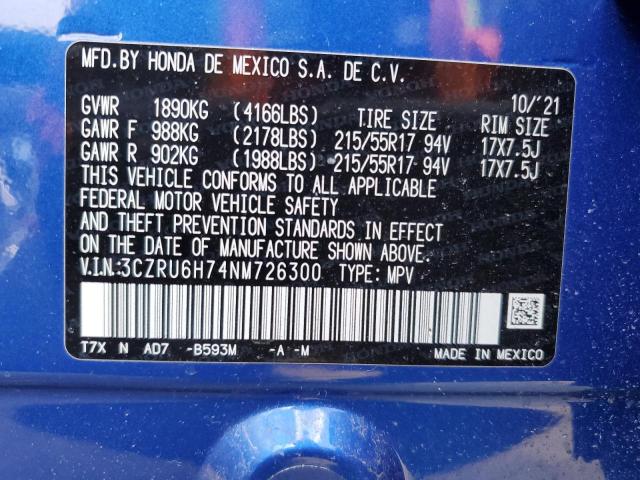 MFD.BY HONDA DE MEXICO S.A. DE C.V.
10/'21
GVWR 1890KG (4166LBS) TIRE SIZE RIM SIZE
GAWR F 988KG (2178LBS) 215/55R17 94V 17X7.5J
GAWR R 902KG (1988LBS) 215/55R17 94V 17X7.5J
THIS VEHICLE CONFORMS TO ALL APPLICABLE
FEDERAL MOTOR VEHICLE SAFETY
AND THEFT PREVENTION STANDARDS IN EFFECT
ON THE DATE OF MANUFACTURE SHOWN ABOVE.
V.I.N:3CZRU6H74NM726300 TYPE: MPV
T7X N AD7 -B593M -A -M MADE IN MEXICO